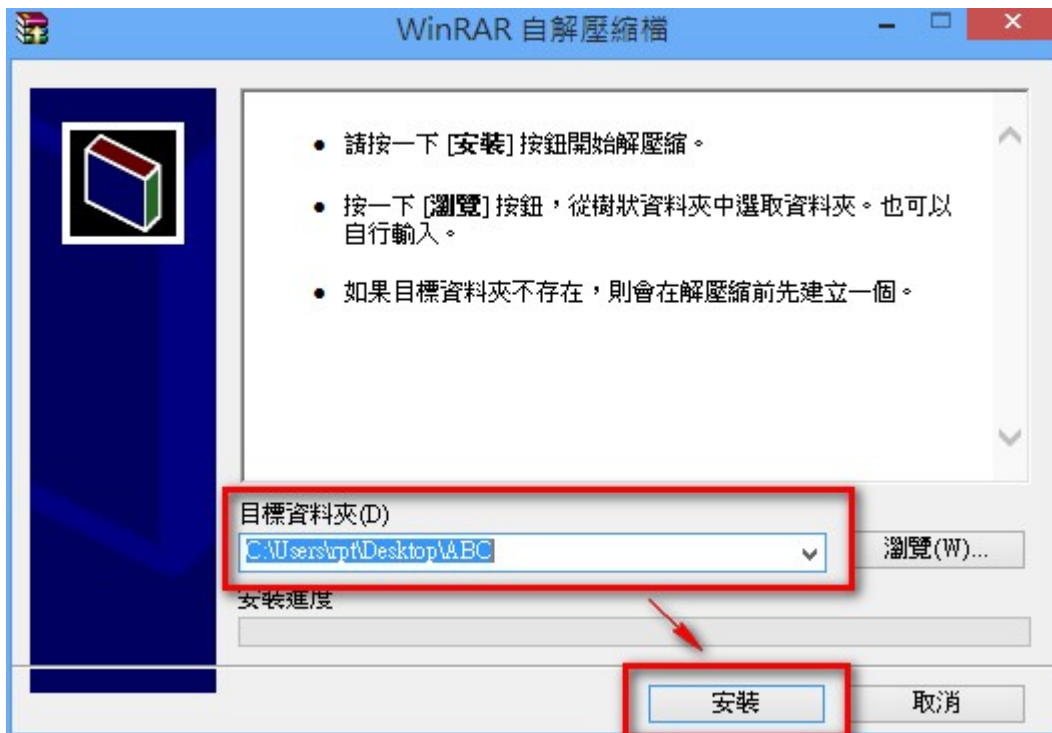 WinRAR 自解壓縮檔
請按一下 [安裝] 按鈕開始解壓縮。
按一下 [瀏覽] 按鈕，從樹狀資料夾中選取資料夾。也可以
自行輸入。
如果目標資料夾不存在，則會在解壓縮前先建立一個。
目標資料夾(D)
C:\Users\rpt\Desktop\ABC
瀏覽(W)...
安裝進度
安裝
取消